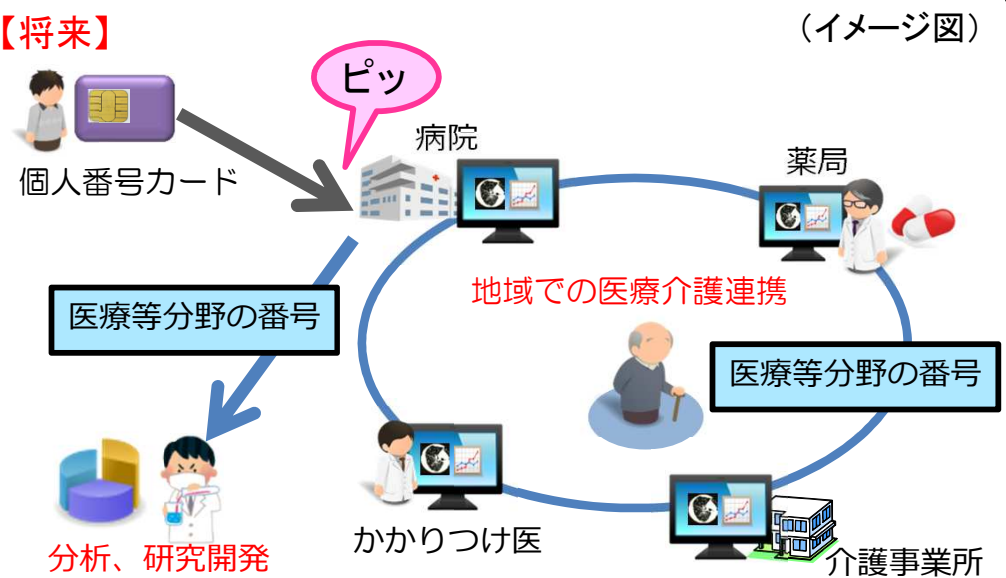 【将来】
(イメージ図)
ピッ
病院
薬局
個人番号カード
地域での医療介護連携
医療等分野の番号
医療等分野の番号
かかりつけ医
分析、研究開発
介護事業所